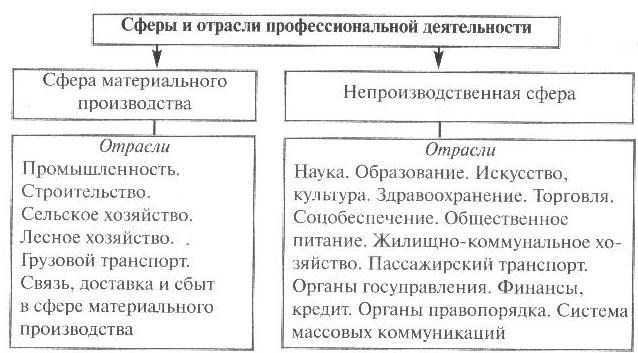 Сферы и отрасли профессиональной деятельности
Сфера материального
производства
Непроизводственная сфера
Отрасли
Промышленность.
Строительство.
Сельское хозяйство.
Лесное хозяйство.
Грузовой транспорт.
Связь, доставка и сбыт
в сфере материального
производства
Отрасли
Наука. Образование. Искусство,
культура. Здравоохранение. Торговля.
Соцобеспечение. Общественное
питание. Жилищно-коммунальное хо-
зяйство. Пассажирский транспорт.
Органы госуправления. Финансы,
кредит. Органы правопорядка. Система
массовых коммуникаций